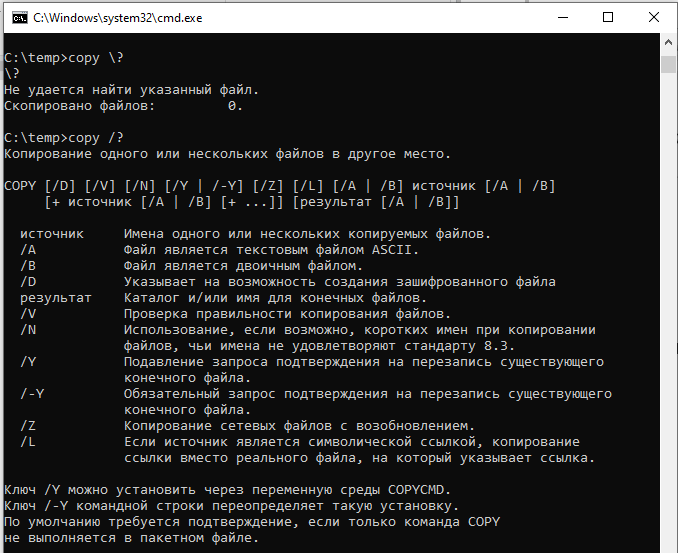 C:\Windows\system32\cmd.exe
C:\temp>copy \?
\?
Не удается найти указанный файл.
Скопировано файлов:         0.
C:\temp>copy /?
Копирование одного или нескольких файлов в другое место.
COPY [/D] [/V] [/N] [/Y | /-Y] [/Z] [/L] [/A | /B] источник [/A | /B]
     [+ источник [/A | /B] [+ ...]] [результат [/A | /B]]
  источник     Имена одного или нескольких копируемых файлов.
  /A           Файл является текстовым файлом ASCII.
  /B           Файл является двоичным файлом.
  /D           Указывает на возможность создания зашифрованного файла
  результат    Каталог и/или имя для конечных файлов.
  /V           Проверка правильности копирования файлов.
  /N           Использование, если возможно, коротких имен при копировании
               файлов, чьи имена не удовлетворяют стандарту 8.3.
  /Y           Подавление запроса подтверждения на перезапись существующего
               конечного файла.
  /-Y          Обязательный запрос подтверждения на перезапись существующего
               конечного файла.
  /Z           Копирование сетевых файлов с возобновлением.
  /L           Если источник является символической ссылкой, копирование
               ссылки вместо реального файла, на который указывает ссылка.
Ключ /Y можно установить через переменную среды COPYCMD.
Ключ /-Y командной строки переопределяет такую установку.
По умолчанию требуется подтверждение, если только команда COPY
не выполняется в пакетном файле.